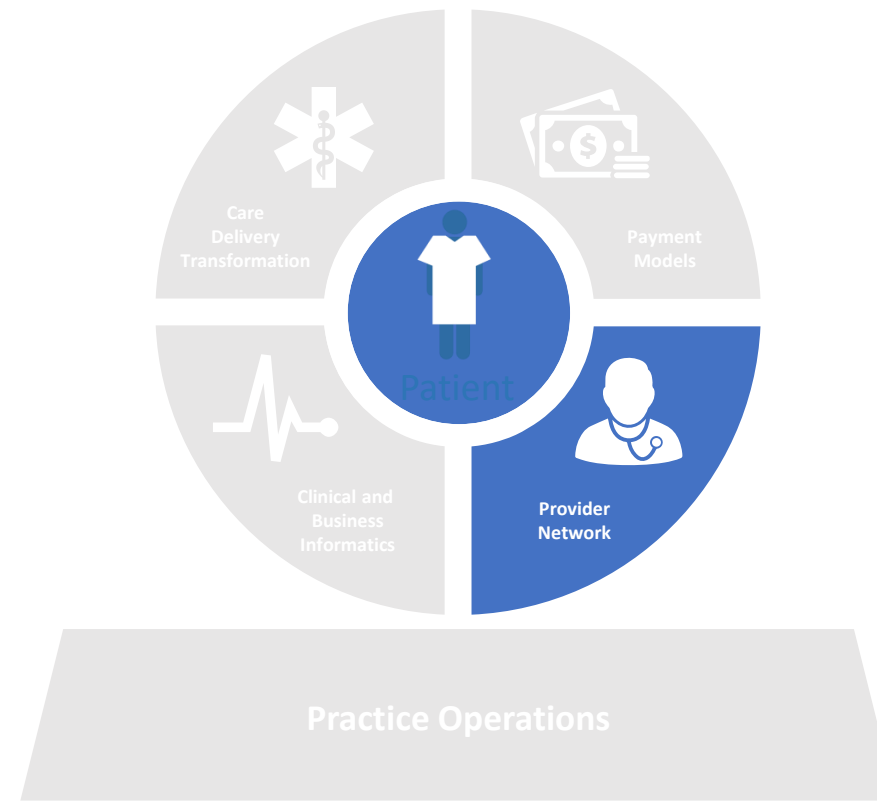 Care
Delivery
Transformation
Payment
Models
Patient
Clinical and
Business
Informatics
Provider
Network
Practice Operations